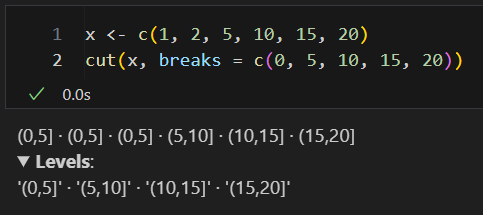 1 x <- c(1, 2, 5, 10, 15, 20)
2 cut(x, breaks = c(0, 5, 10, 15, 20))
✓ 0.0s
(0,5] · (0,5] · (0,5] · (5,10] · (10,15] · (15,20]
▼ Levels:
'(0,5]' · '(5,10]' · '(10,15]' · '(15,20]'